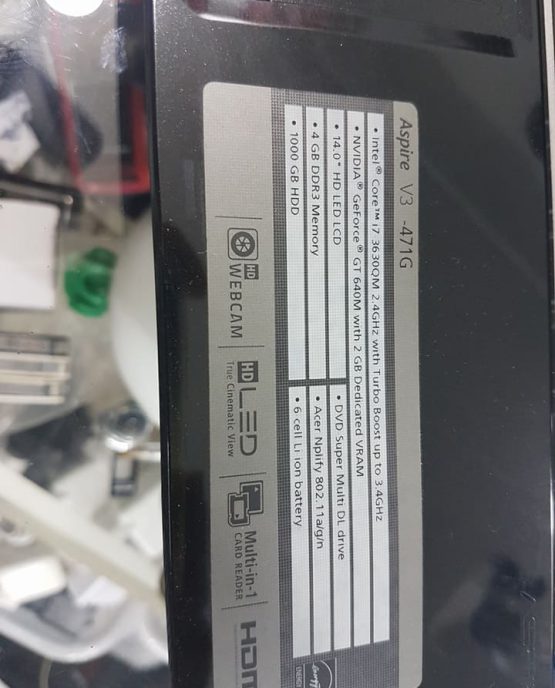 Aspire V3 -471G
• Intel® Core™ i7 3630QM 2.4GHz with Turbo Boost up to 3.4GHz
• NVIDIA® GeForce® GT 640M with 2 GB Dedicated VRAM
• 14.0" HD LED LCD
• DVD Super Multi DL drive
• 4 GB DDR3 Memory
• Acer Nplify 802.11a/g/n
• 1000 GB HDD
• 6 cell Li ion battery
HD
WEBCAM
HD LED
True Cinematic View
Multi-in-1
CARD READER
HDMI
energy
ENERGY